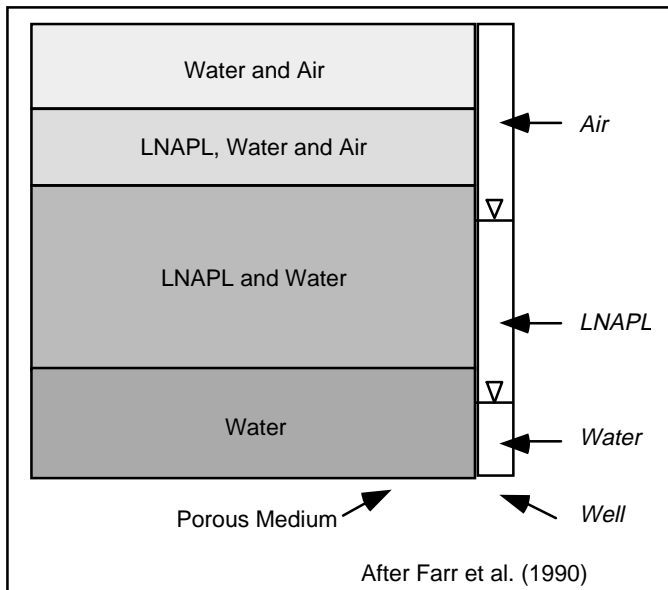 Water and Air
Air
LNAPL, Water and Air
LNAPL and Water
LNAPL
Water
Water
Porous Medium
Well
After Farr et al. (1990)